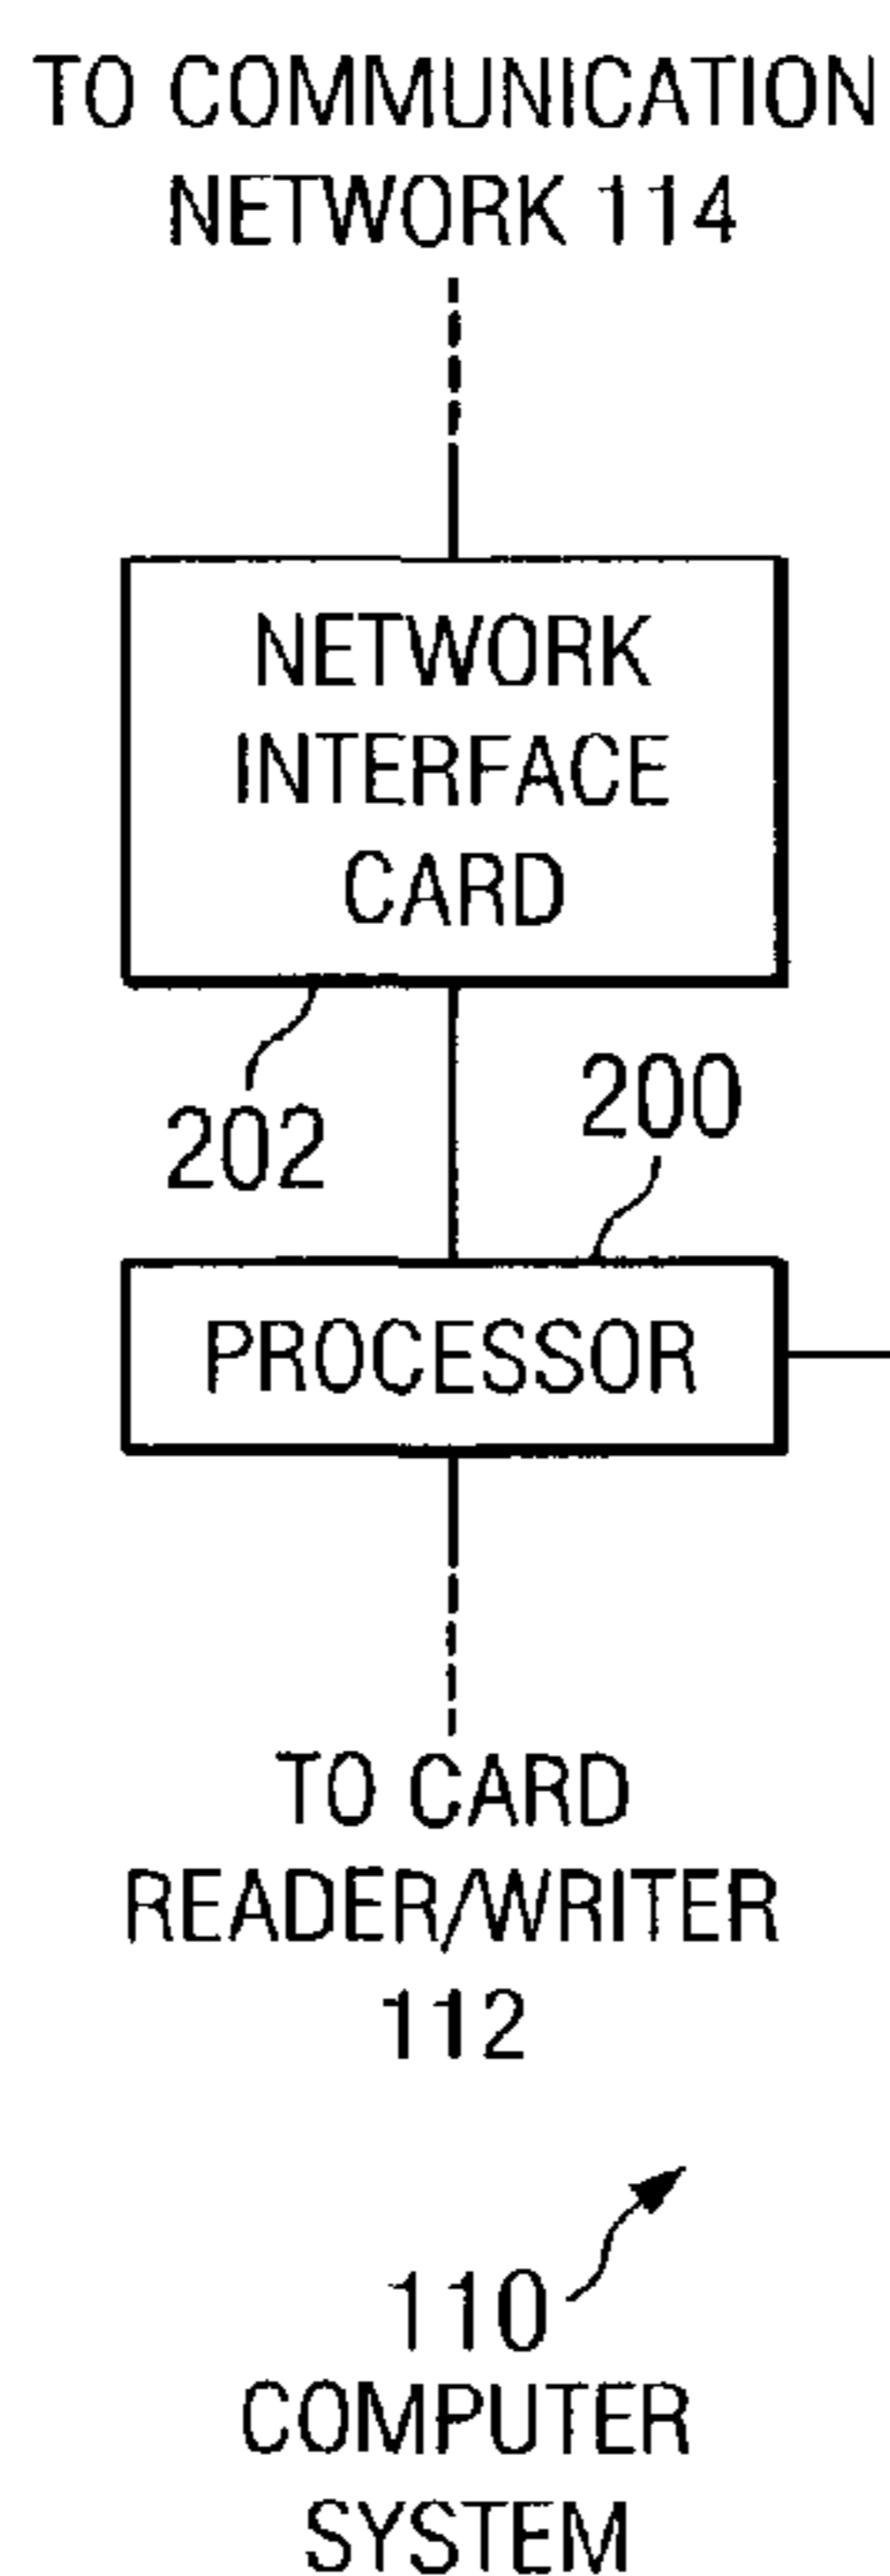 TO COMMUNICATION
NETWORK 114
NETWORK
INTERFACE
CARD
202
200
PROCESSOR
TO CARD
READER/WRITER
112
110
COMPUTER
SYSTEM